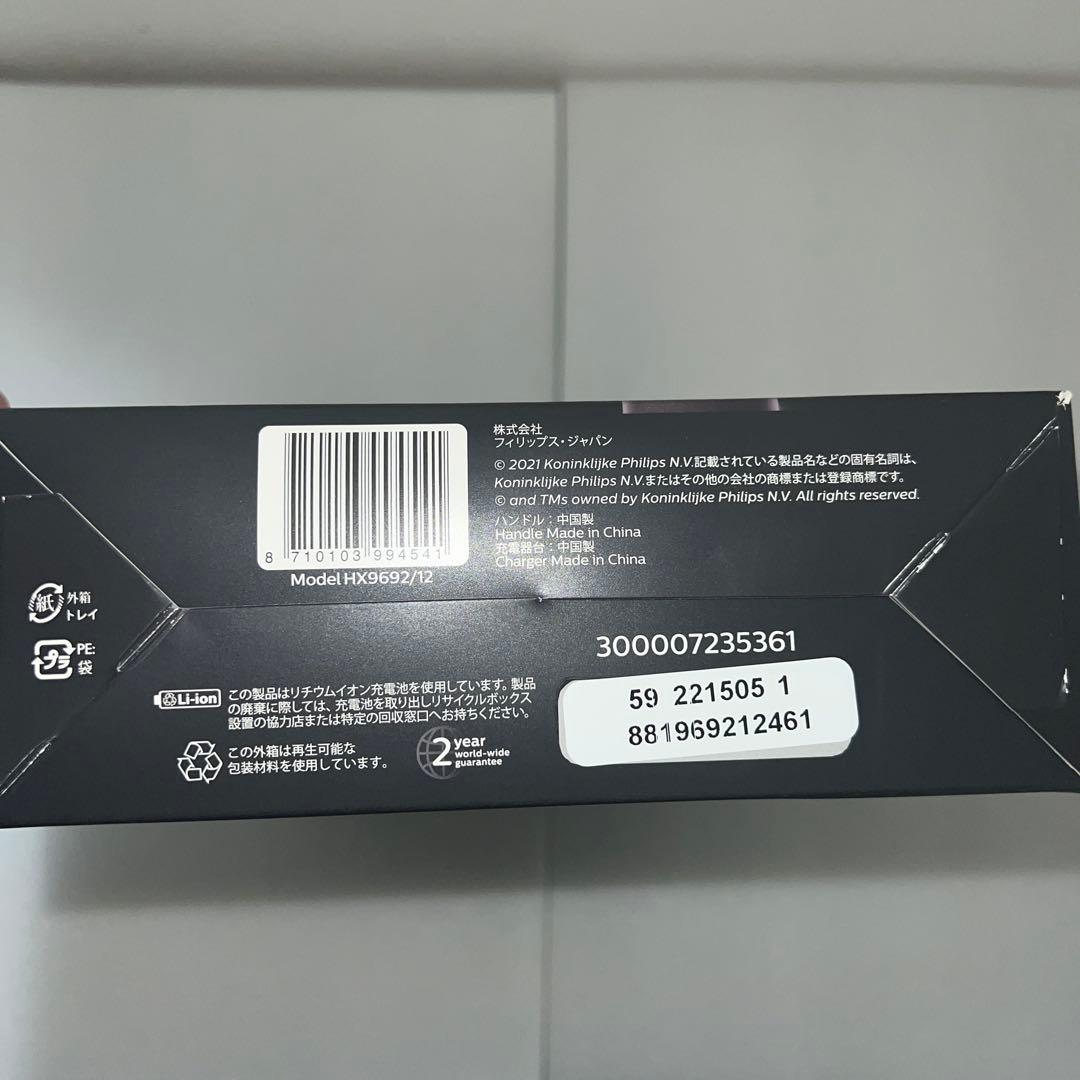 株式会社
フィリップス・ジャパン
© 2021 Koninklijke Philips N.V.記載されている製品名などの固有名詞は、
Koninklijke Philips N.V.またはその他の会社の商標または登録商標です。
© and TMs owned by Koninklijke Philips N.V. All rights reserved.
ハンドル：中国製
Handle Made in China
充電器台：中国製
Charger Made in China
8 710103 994541
Model HX9692/12
紙 外箱
トレイ
プラ PE:
袋
300007235361
59 221505 1
881969212461
Li-ion この製品はリチウムイオン充電池を使用しています。製品
の廃棄に際しては、充電池を取り出しリサイクルボックス
設置の協力店または特定の回収窓口へお持ちください。
この外箱は再生可能な
包装材料を使用しています。
2 year
world-wide
guarantee